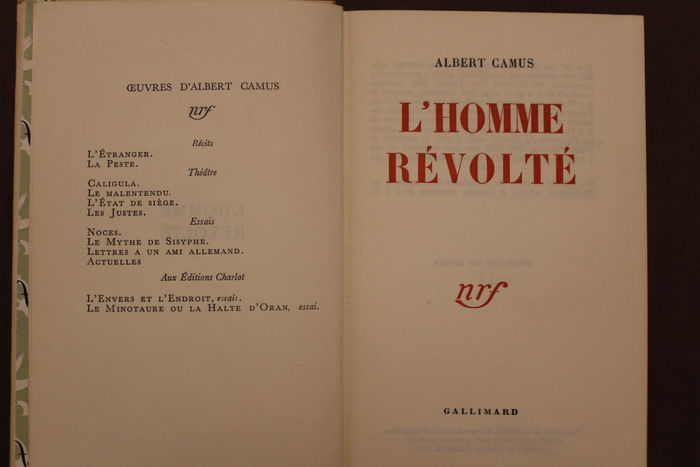 ŒUVRES D'ALBERT CAMUS
nrf
Récits
L'Étranger.
La Peste.
Théâtre
Caligula.
Le malentendu.
L'État de siège.
Les Justes.
Essais
Noces.
Le Mythe de Sisyphe.
Lettres a un ami allemand.
Actuelles
Aux Éditions Charlot
L'Envers et l'Endroit, essais.
Le Minotaure ou la Halte d'Oran, essai.
ALBERT CAMUS
L'HOMME
RÉVOLTÉ
nrf
GALLIMARD